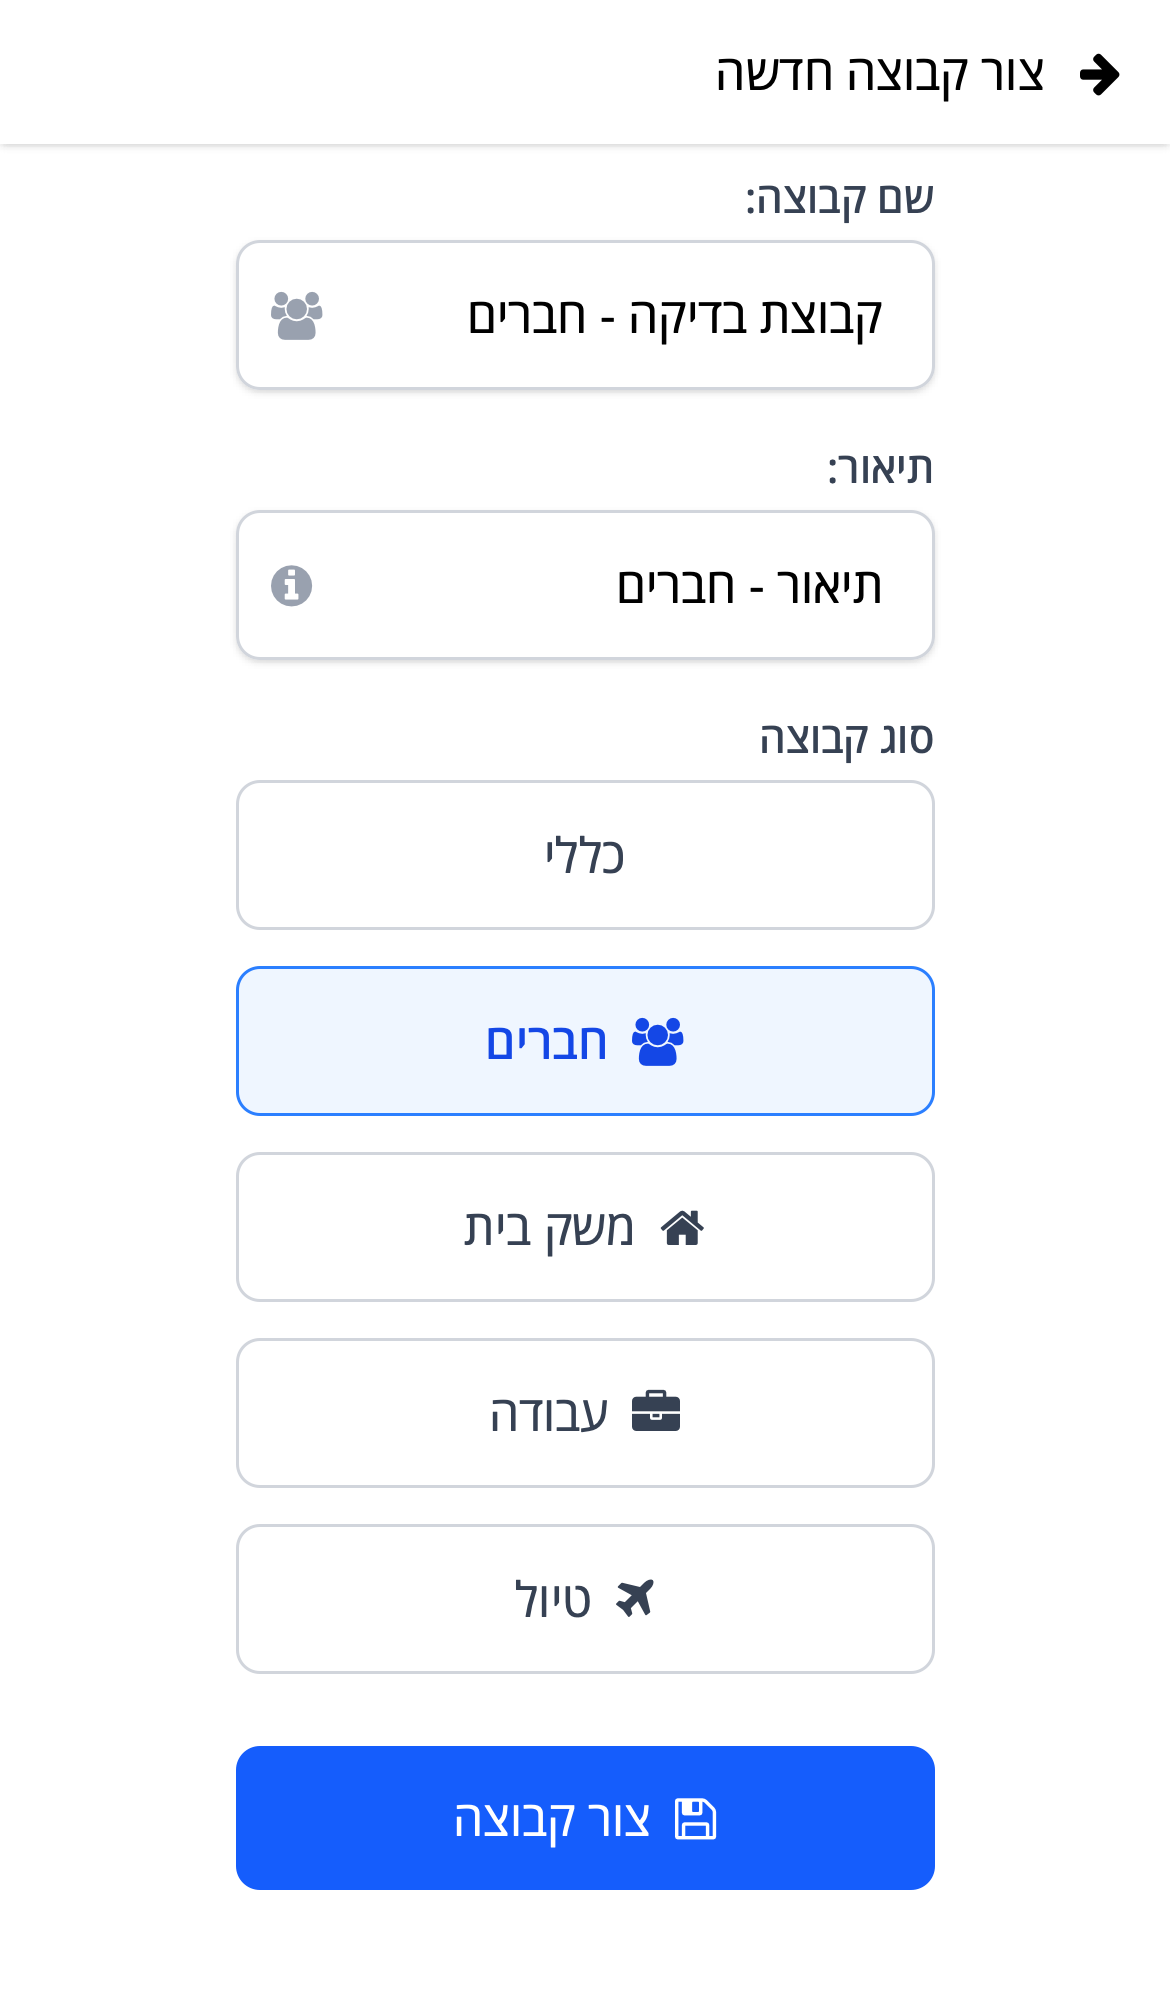 צור קבוצה חדשה
שם קבוצה:
קבוצת בדיקה - חברים
תיאור:
תיאור - חברים
סוג קבוצה
כללי
חברים
משק בית
עבודה
טיול
צור קבוצה